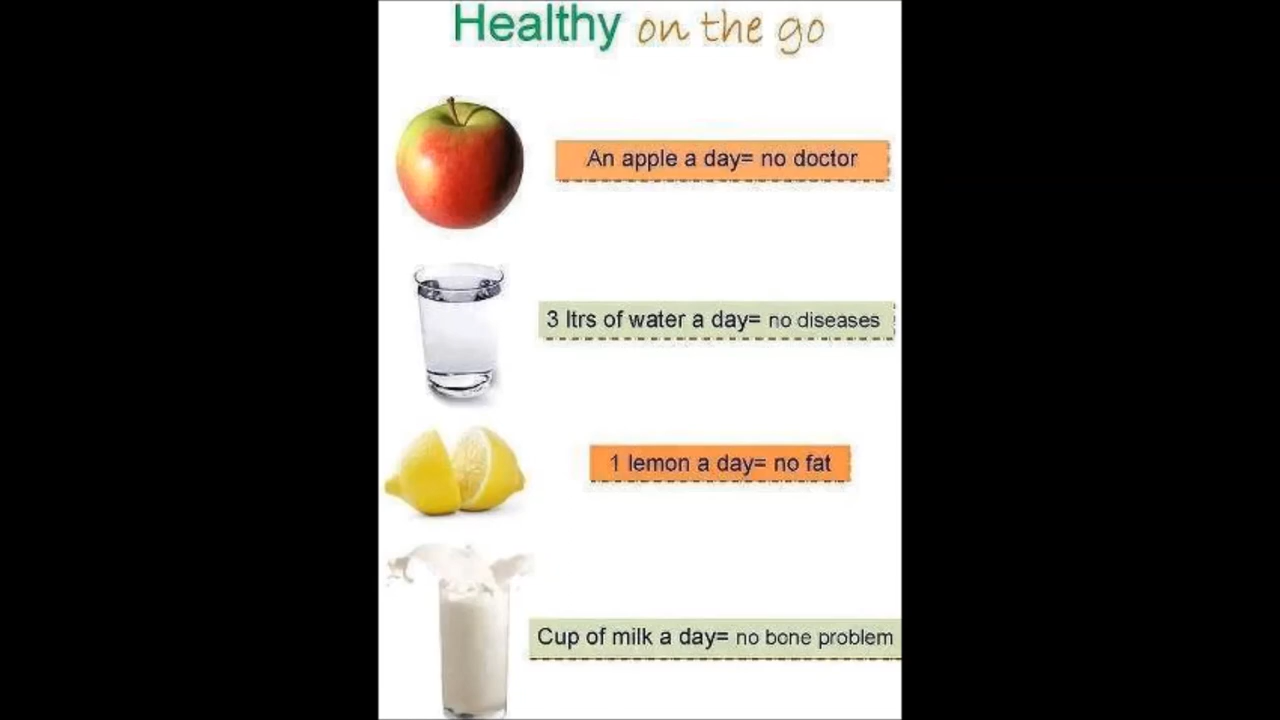 Healthy on the go
An apple a day= no doctor
3 ltrs of water a day= no diseases
1 lemon a day= no fat
Cup of milk a day= no bone problem